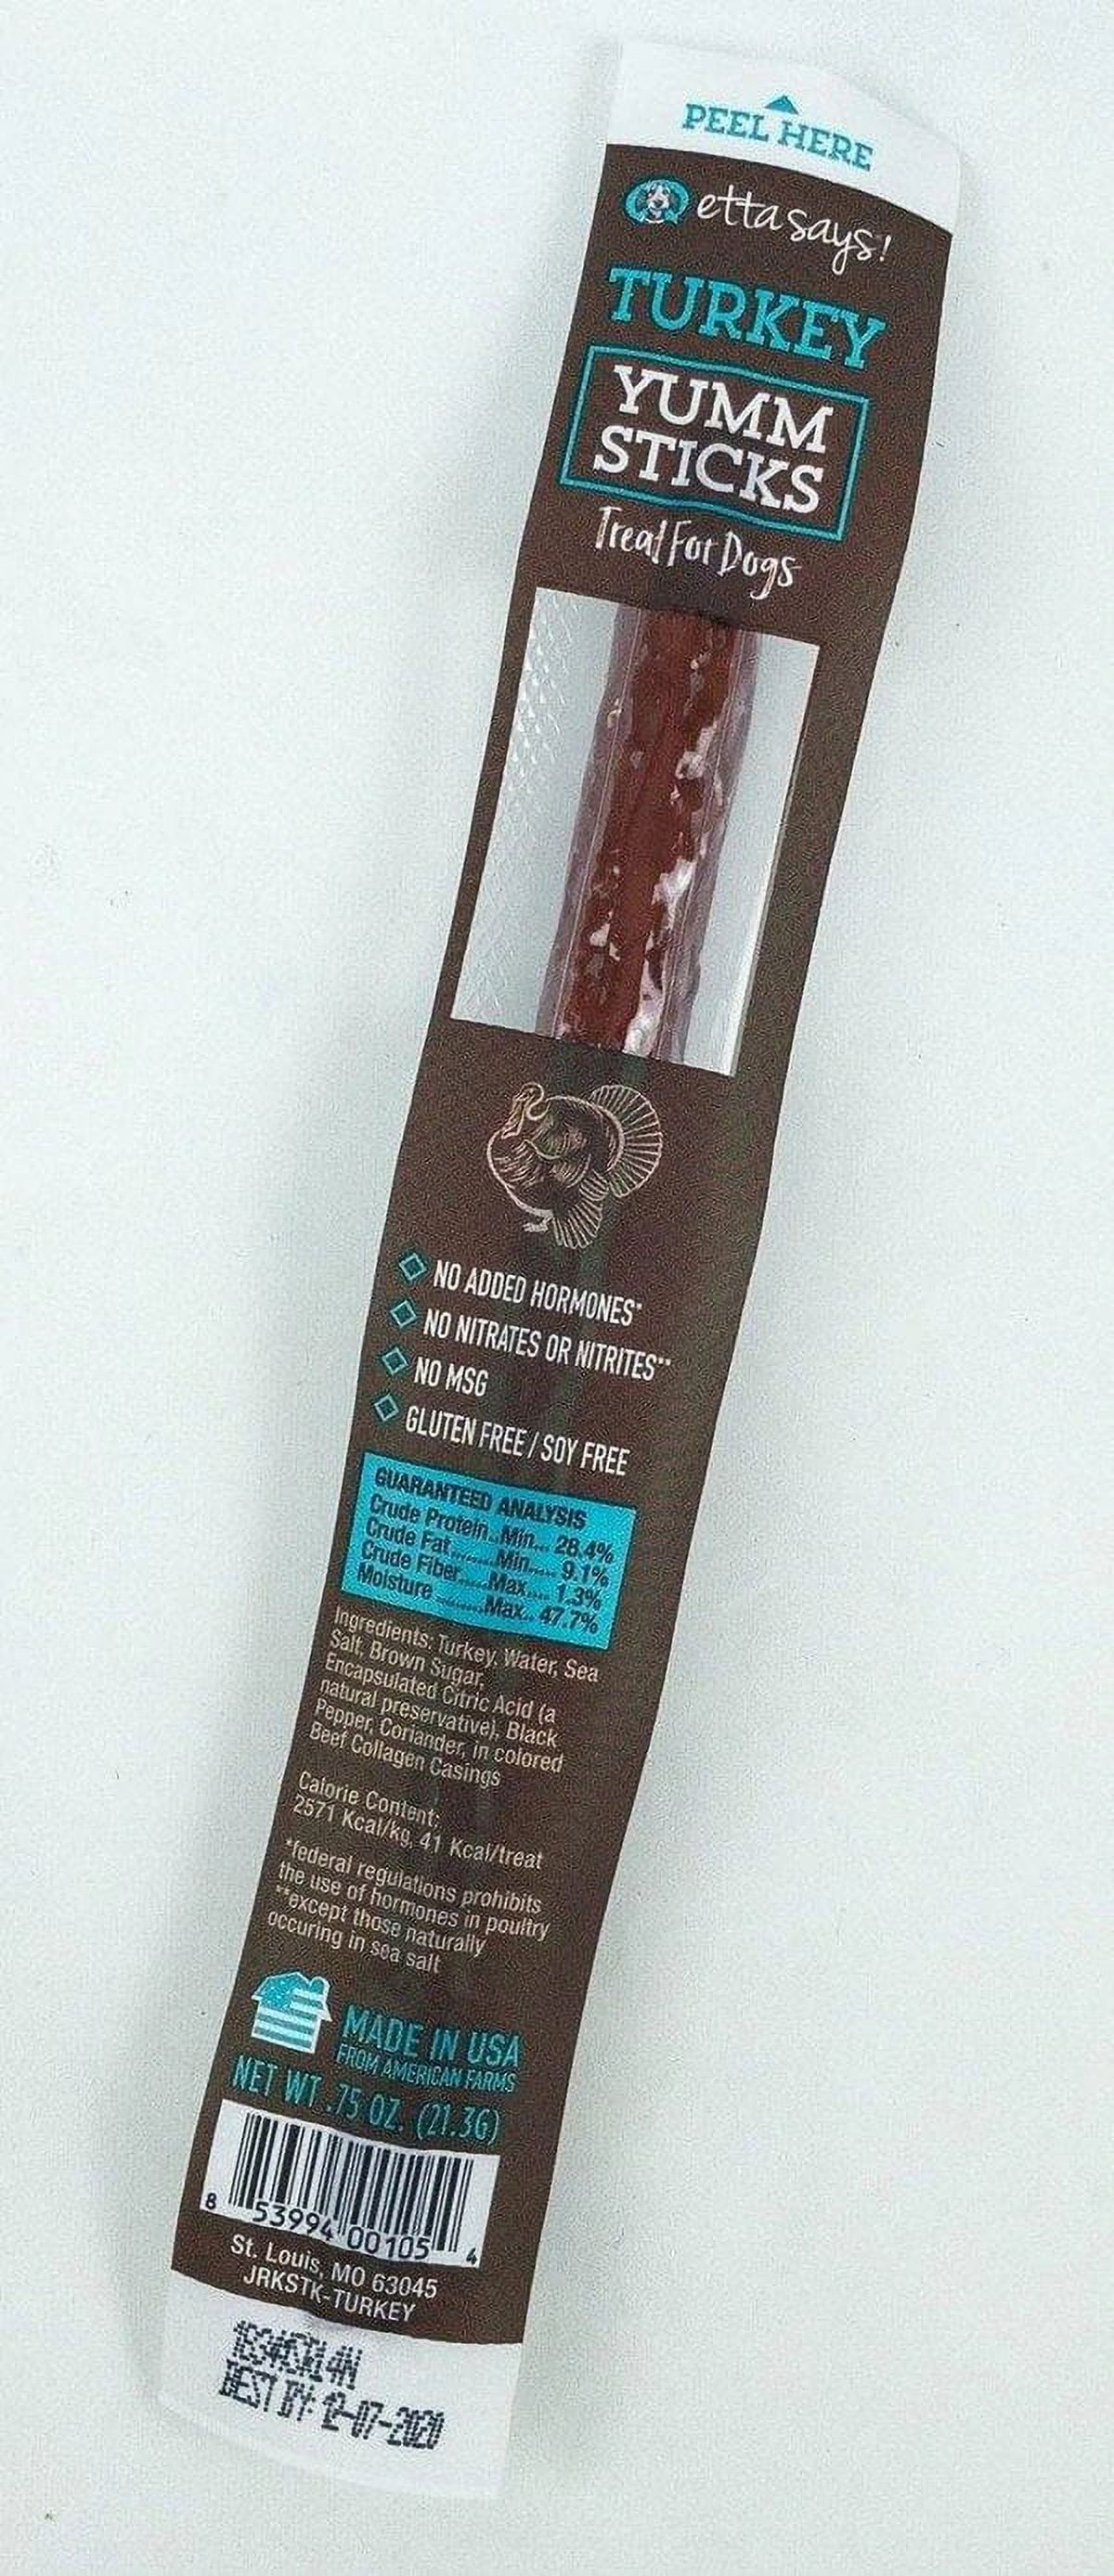 PEEL HERE
etta says!
TURKEY
YUMM
STICKS
Treat For Dogs
NO ADDED HORMONES*
NO NITRATES OR NITRITES**
NO MSG
GLUTEN FREE / SOY FREE
GUARANTEED ANALYSIS
Crude Protein..Min... 28.4%
Crude Fat........Min..... 9.1%
Crude Fiber.....Max.... 1.3%
Moisture .........Max.. 47.7%
Ingredients: Turkey, Water, Sea
Salt, Brown Sugar,
Encapsulated Citric Acid (a
natural preservative), Black
Pepper, Coriander, in colored
Beef Collagen Casings
Calorie Content:
2571 Kcal/kg, 41 Kcal/treat
*federal regulations prohibits
the use of hormones in poultry
**except those naturally
occuring in sea salt
MADE IN USA
FROM AMERICAN FARMS
NET WT .75 OZ. (21.3G)
8 53994 00105 4
St. Louis, MO 63045
JRKSTK-TURKEY
BEST BY: 12-07-2020